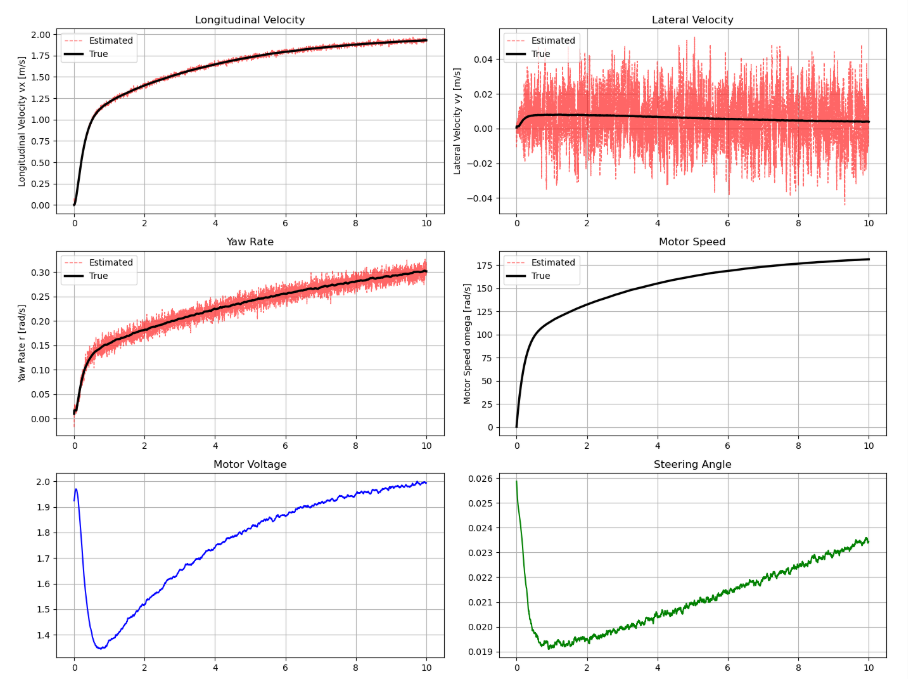 Longitudinal Velocity
Longitudinal Velocity vx [m/s]
2.00
1.75
1.50
1.25
1.00
0.75
0.50
0.25
0.00
Estimated
True
0 2 4 6 8 10
Lateral Velocity
Lateral Velocity vy [m/s]
0.04
0.02
0.00
−0.02
−0.04
Estimated
True
0 2 4 6 8 10
Yaw Rate
Yaw Rate r [rad/s]
0.30
0.25
0.20
0.15
0.10
0.05
0.00
Estimated
True
0 2 4 6 8 10
Motor Speed
Motor Speed omega [rad/s]
175
150
125
100
75
50
25
0
Estimated
True
0 2 4 6 8 10
Motor Voltage
2.0
1.9
1.8
1.7
1.6
1.5
1.4
0 2 4 6 8 10
Steering Angle
0.026
0.025
0.024
0.023
0.022
0.021
0.020
0.019
0 2 4 6 8 10